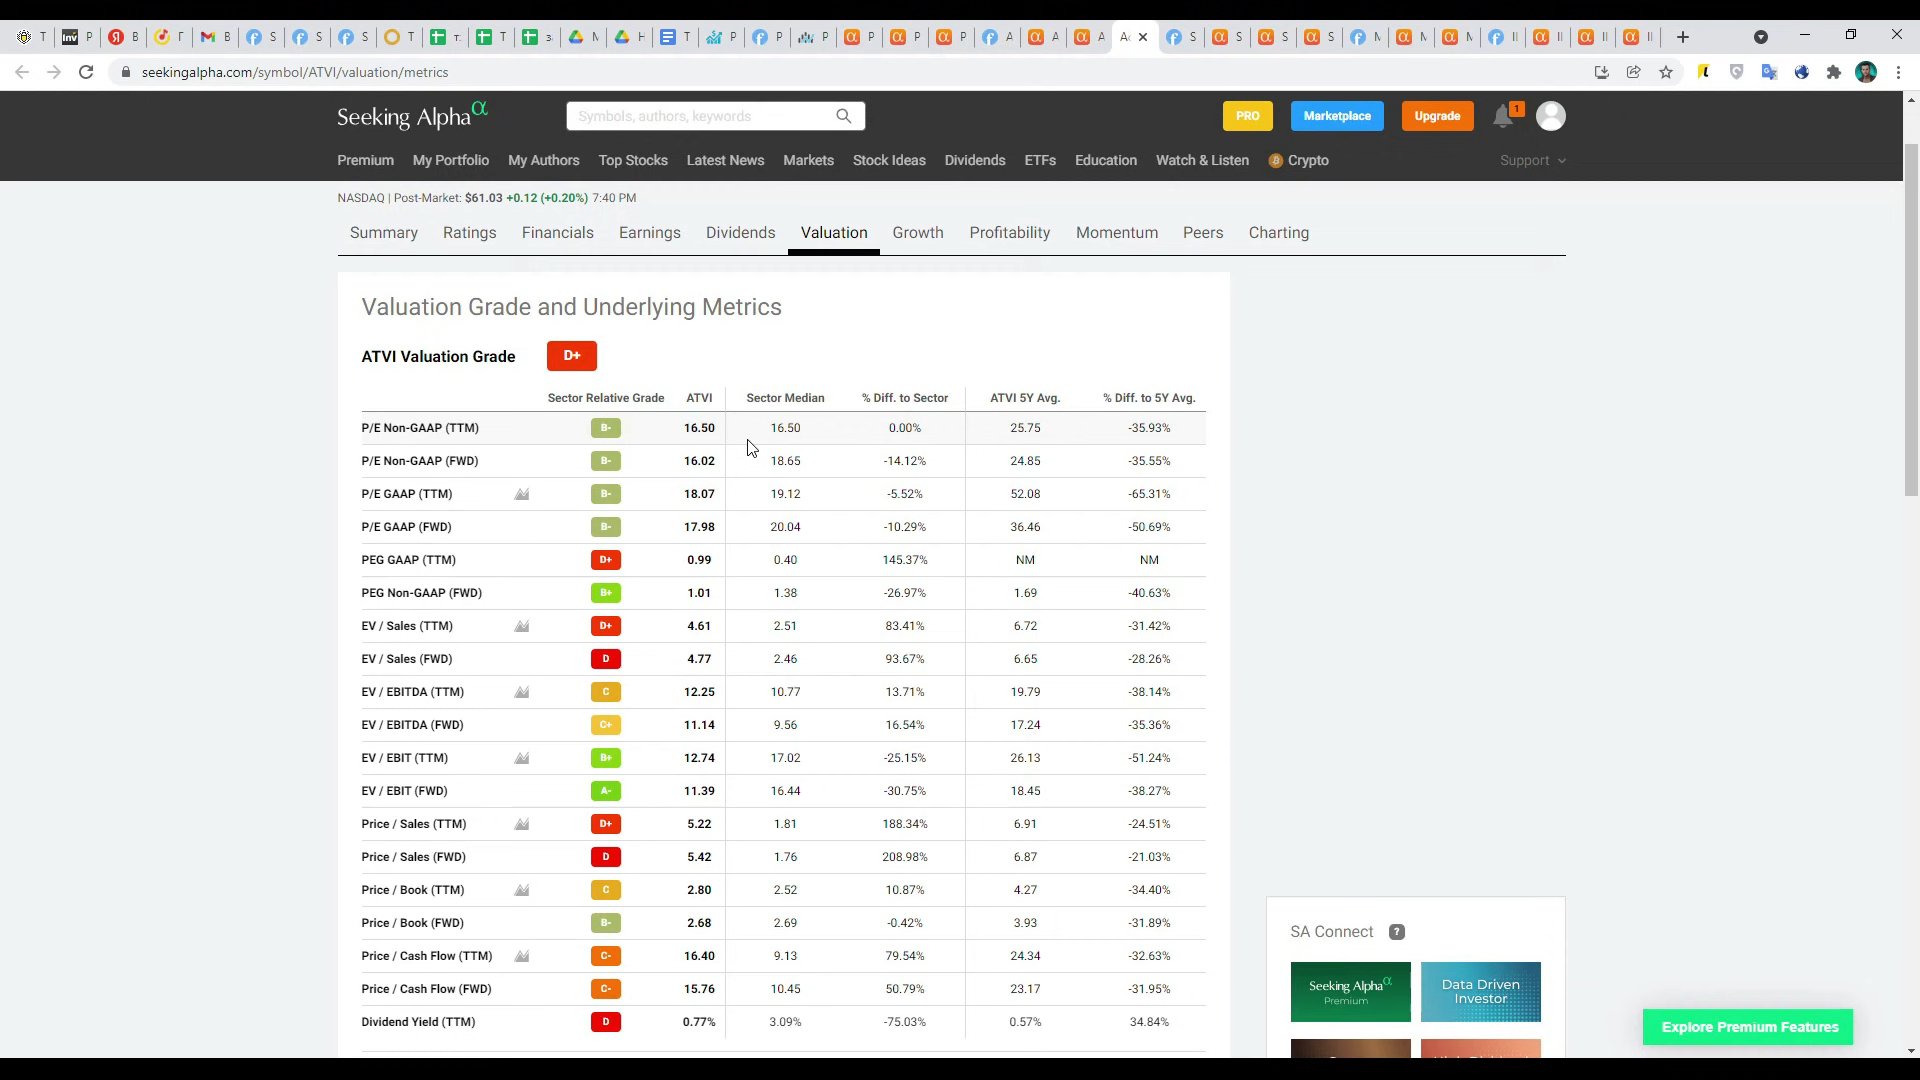 T
Inv P
Я В
Г
M B
S
S
S
T
T:
T
за
M
H
T
P
P
P
P
P
P
A
A
A
Ac
S
S
S
S
M
M
M
II
II
II
II
seekingalpha.com/symbol/ATVI/valuation/metrics
Seeking Alpha α
Symbols, authors, keywords
PRO
Marketplace
Upgrade
1
Premium My Portfolio My Authors Top Stocks Latest News Markets Stock Ideas Dividends ETFs Education Watch & Listen Crypto Support
NASDAQ | Post-Market: $61.03 +0.12 (+0.20%) 7:40 PM
Summary Ratings Financials Earnings Dividends Valuation Growth Profitability Momentum Peers Charting
Valuation Grade and Underlying Metrics
ATVI Valuation Grade D+
Sector Relative Grade ATVI Sector Median % Diff. to Sector ATVI 5Y Avg. % Diff. to 5Y Avg.
P/E Non-GAAP (TTM) B- 16.50 16.50 0.00% 25.75 -35.93%
P/E Non-GAAP (FWD) B- 16.02 18.65 -14.12% 24.85 -35.55%
P/E GAAP (TTM) B- 18.07 19.12 -5.52% 52.08 -65.31%
P/E GAAP (FWD) B- 17.98 20.04 -10.29% 36.46 -50.69%
PEG GAAP (TTM) D+ 0.99 0.40 145.37% NM NM
PEG Non-GAAP (FWD) B+ 1.01 1.38 -26.97% 1.69 -40.63%
EV / Sales (TTM) D+ 4.61 2.51 83.41% 6.72 -31.42%
EV / Sales (FWD) D 4.77 2.46 93.67% 6.65 -28.26%
EV / EBITDA (TTM) C 12.25 10.77 13.71% 19.79 -38.14%
EV / EBITDA (FWD) C+ 11.14 9.56 16.54% 17.24 -35.36%
EV / EBIT (TTM) B+ 12.74 17.02 -25.15% 26.13 -51.24%
EV / EBIT (FWD) A- 11.39 16.44 -30.75% 18.45 -38.27%
Price / Sales (TTM) D+ 5.22 1.81 188.34% 6.91 -24.51%
Price / Sales (FWD) D 5.42 1.76 208.98% 6.87 -21.03%
Price / Book (TTM) C 2.80 2.52 10.87% 4.27 -34.40%
Price / Book (FWD) B- 2.68 2.69 -0.42% 3.93 -31.89%
Price / Cash Flow (TTM) C- 16.40 9.13 79.54% 24.34 -32.63%
Price / Cash Flow (FWD) C- 15.76 10.45 50.79% 23.17 -31.95%
Dividend Yield (TTM) D 0.77% 3.09% -75.03% 0.57% 34.84%
SA Connect ?
Seeking Alpha α
Premium
Data Driven
Investor
Explore Premium Features